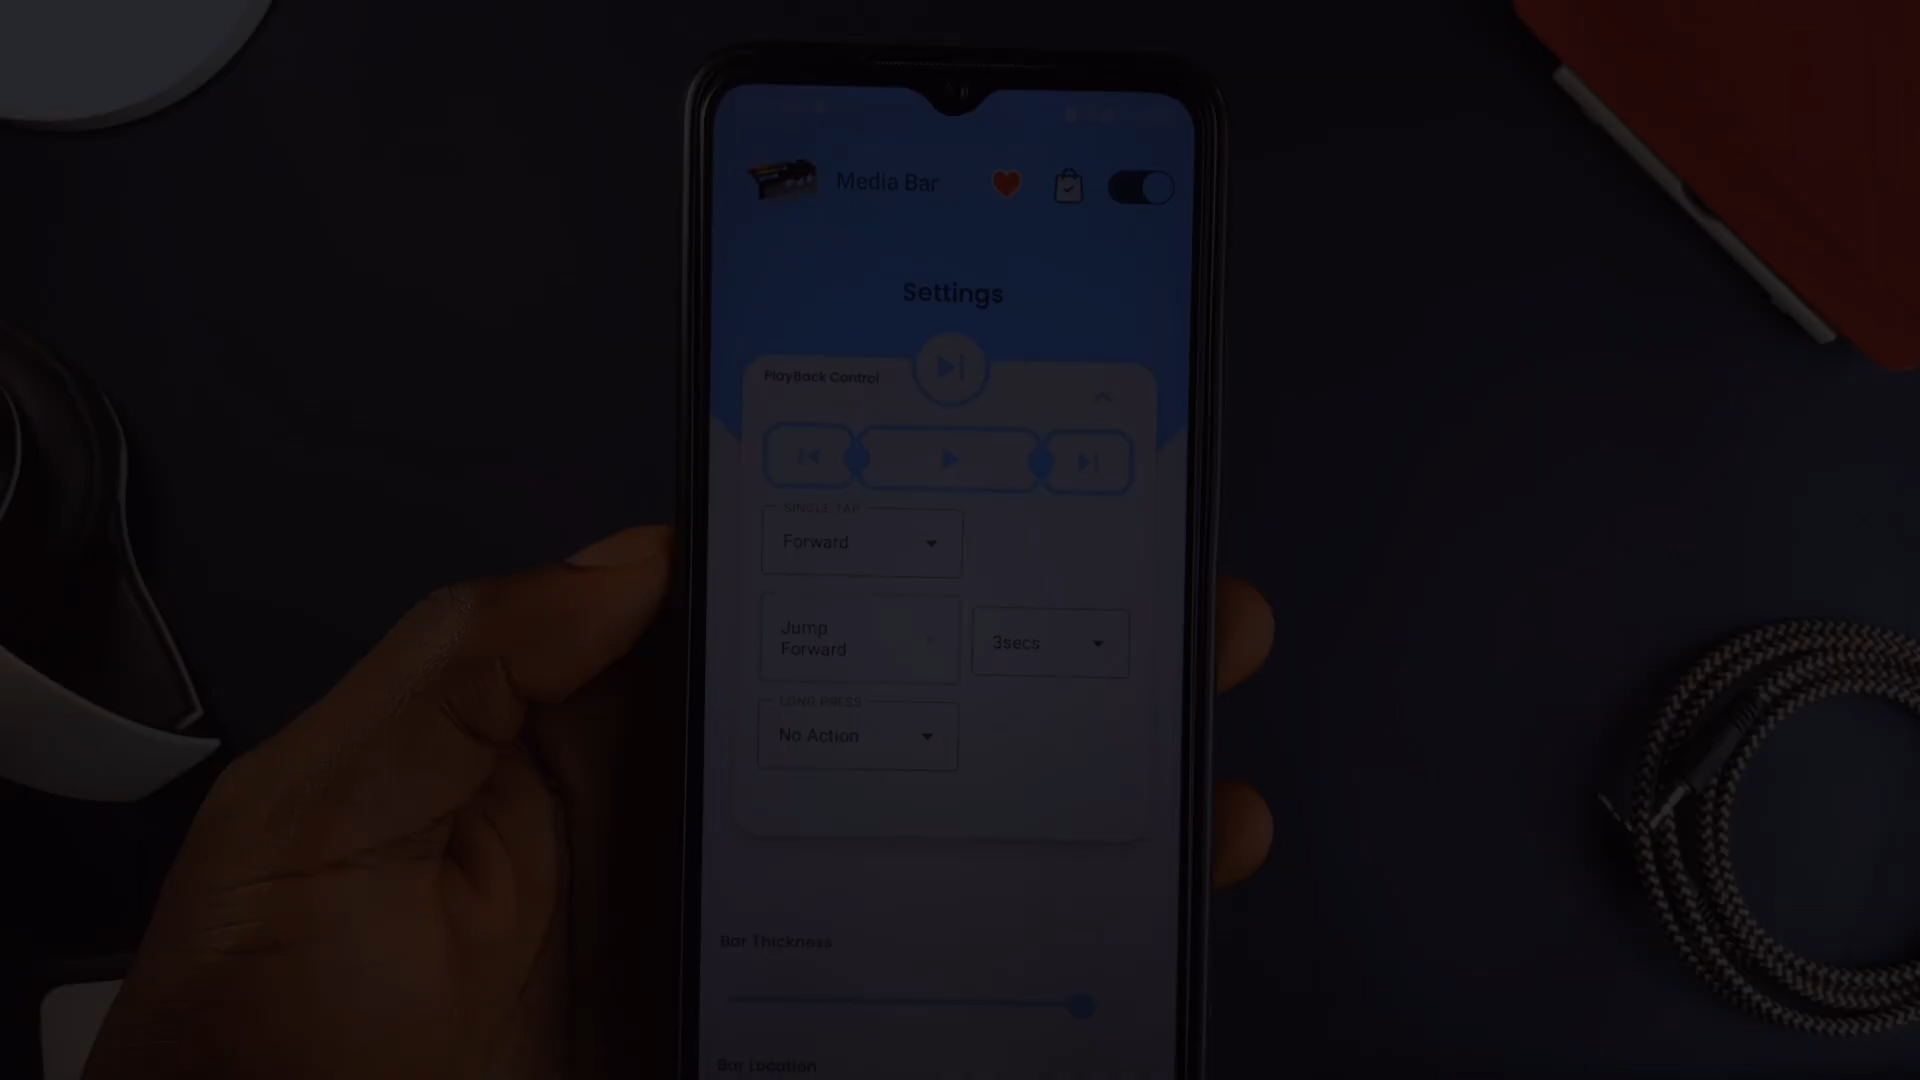 Media Bar
Settings
PlayBack Control
SINGLE TAP
Forward
Jump
Forward
3secs
LONG PRESS
No Action
Bar Thickness
Bar Location